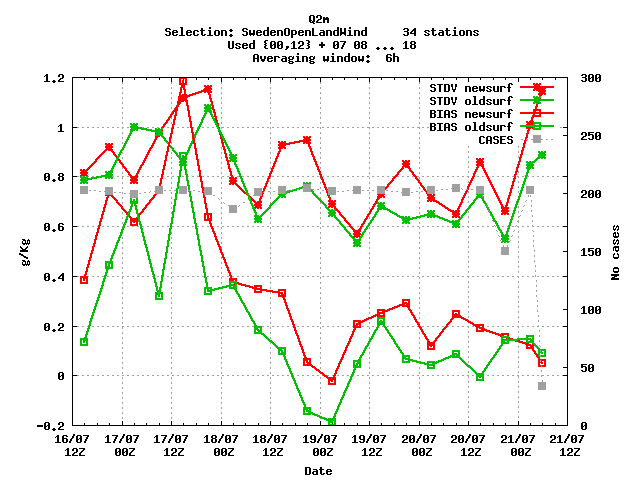 Q2m
Selection: SwedenOpenLandWind     34 stations
Used {00,12} + 07 08 ... 18
Averaging window:  6h
STDV newsurf
STDV oldsurf
BIAS newsurf
BIAS oldsurf
CASES
1.2
1
0.8
0.6
0.4
0.2
0
-0.2
g/Kg
300
250
200
150
100
50
0
No cases
16/07 17/07 17/07 18/07 18/07 19/07 19/07 20/07 20/07 21/07 21/07
12Z 00Z 12Z 00Z 12Z 00Z 12Z 00Z 12Z 00Z 12Z
Date